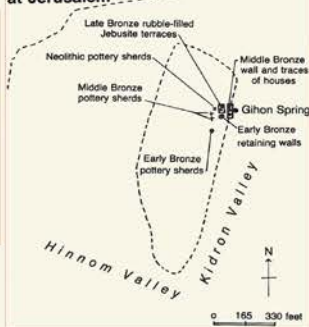 Late Bronze rubble-filled
Jebusite terraces
Neolithic pottery sherds
Middle Bronze
wall and traces
of houses
Middle Bronze
pottery sherds
Gihon Spring
Early Bronze
retaining walls
Early Bronze
pottery sherds
Kidron Valley
Hinnom Valley
N
0 165 330 feet